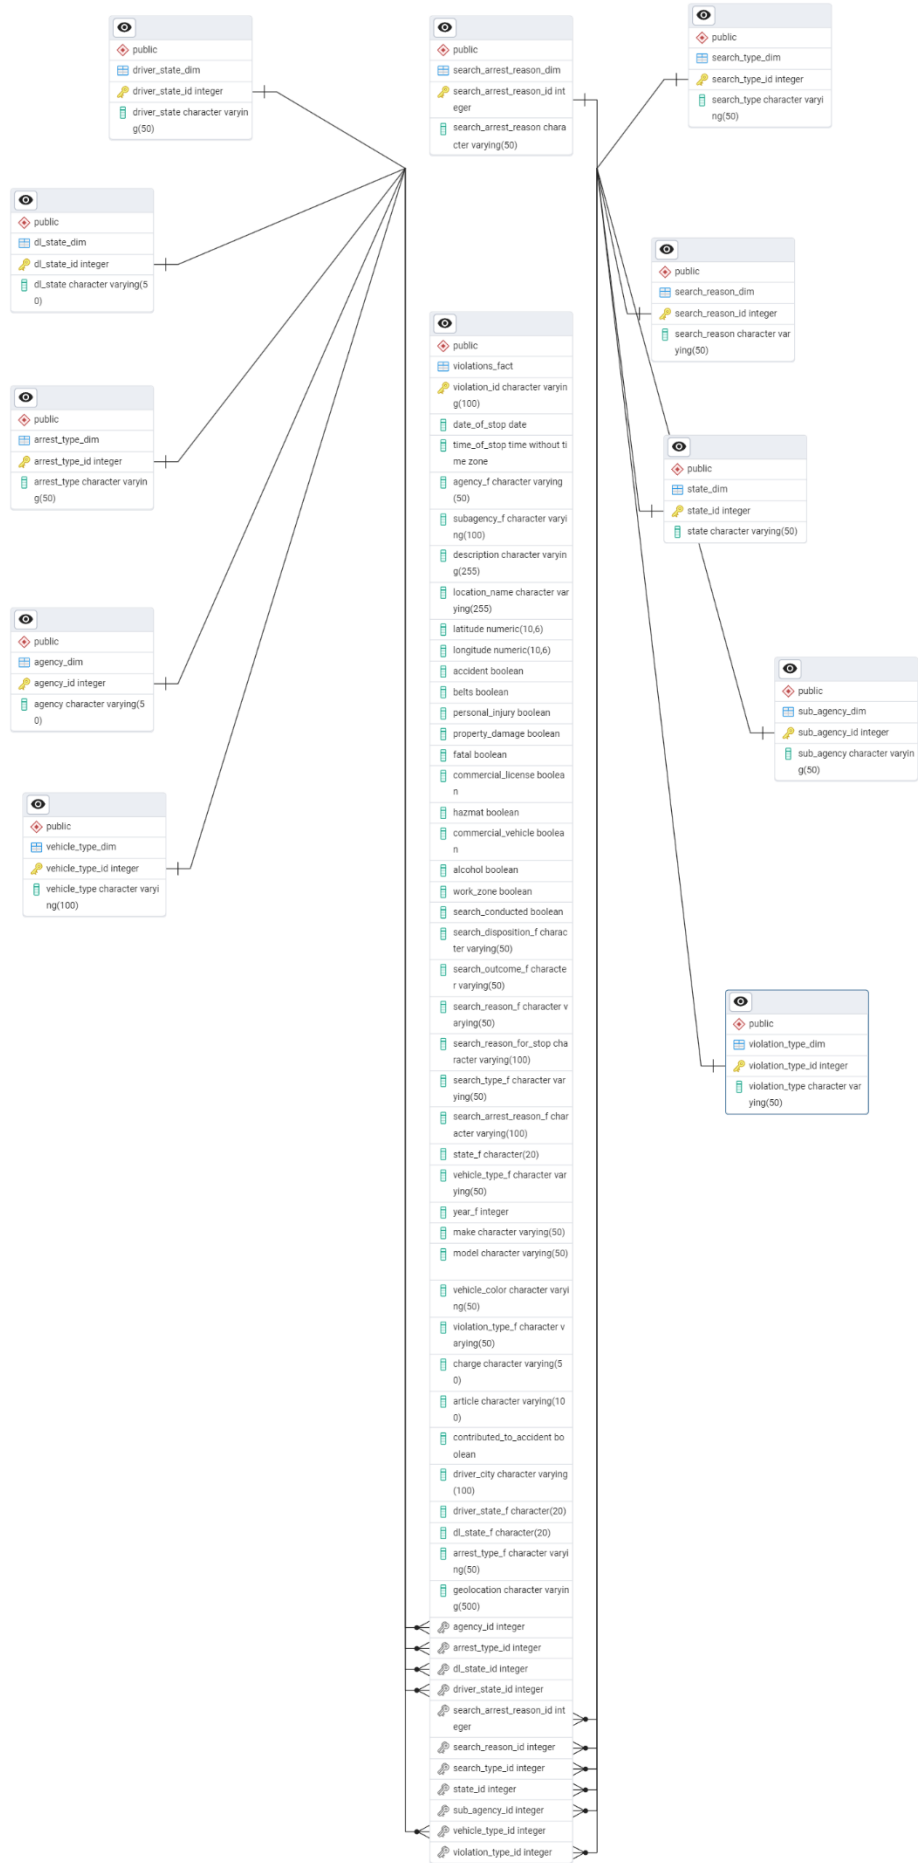 public
driver_state_dim
driver_state_id integer
driver_state character varyin
g(50)
public
search_arrest_reason_dim
search_arrest_reason_id int
eger
search_arrest_reason chara
cter varying(50)
public
search_type_dim
search_type_id integer
search_type character varyi
ng(50)
public
dl_state_dim
dl_state_id integer
dl_state character varying(5
0)
public
search_reason_dim
search_reason_id integer
search_reason character var
ying(50)
public
arrest_type_dim
arrest_type_id integer
arrest_type character varyin
g(50)
public
state_dim
state_id integer
state character varying(50)
public
agency_dim
agency_id integer
agency character varying(5
0)
public
sub_agency_dim
sub_agency_id integer
sub_agency character varyin
g(50)
public
vehicle_type_dim
vehicle_type_id integer
vehicle_type character varyi
ng(100)
public
violation_type_dim
violation_type_id integer
violation_type character var
ying(50)
public
violations_fact
violation_id character varyin
g(100)
date_of_stop date
time_of_stop time without ti
me zone
agency_f character varying
(50)
subagency_f character varyi
ng(100)
description character varyin
g(255)
location_name character var
ying(255)
latitude numeric(10,6)
longitude numeric(10,6)
accident boolean
belts boolean
personal_injury boolean
property_damage boolean
fatal boolean
commercial_license boolea
n
hazmat boolean
commercial_vehicle boolea
n
alcohol boolean
work_zone boolean
search_conducted boolean
search_disposition_f charac
ter varying(50)
search_outcome_f characte
r varying(50)
search_reason_f character v
arying(50)
search_reason_for_stop cha
racter varying(100)
search_type_f character var
ying(50)
search_arrest_reason_f char
acter varying(100)
state_f character(20)
vehicle_type_f character var
ying(50)
year_f integer
make character varying(50)
model character varying(50)
vehicle_color character varyi
ng(50)
violation_type_f character v
arying(50)
charge character varying(5
0)
article character varying(10
0)
contributed_to_accident bo
olean
driver_city character varying
(100)
driver_state_f character(20)
dl_state_f character(20)
arrest_type_f character varyi
ng(50)
geolocation character varyin
g(500)
agency_id integer
arrest_type_id integer
dl_state_id integer
driver_state_id integer
search_arrest_reason_id int
eger
search_reason_id integer
search_type_id integer
state_id integer
sub_agency_id integer
vehicle_type_id integer
violation_type_id integer